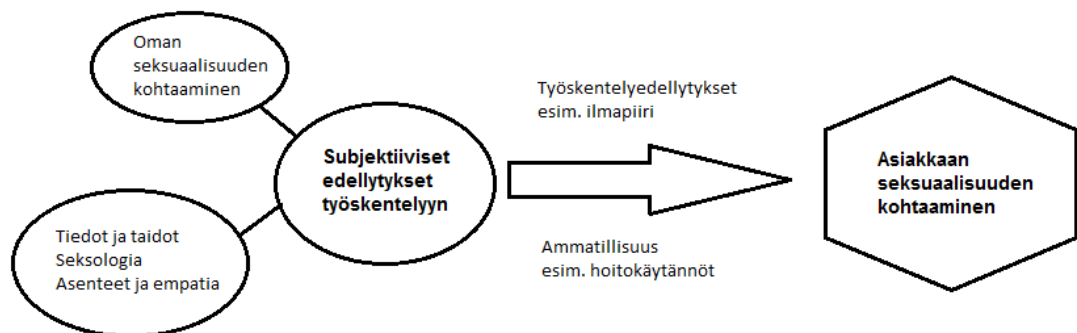 Oman
seksuaalisuuden
kohtaaminen
Tiedot ja taidot
Seksologia
Asenteet ja empatia
Subjektiiviset
edellytykset
työskentelyyn
Työskentelyedellytykset
esim. ilmapiiri
Ammatillisuus
esim. hoitokäytännöt
Asiakkaan
seksuaalisuuden
kohtaaminen